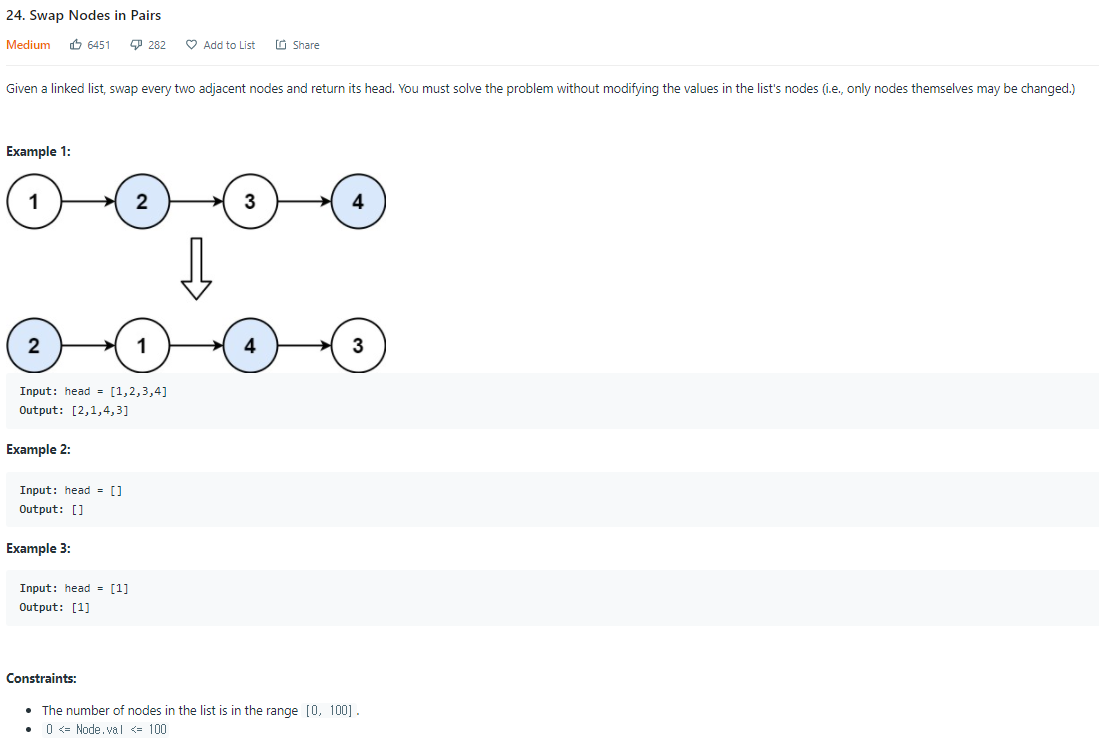 24. Swap Nodes in Pairs
Medium 6451 282 Add to List Share
Given a linked list, swap every two adjacent nodes and return its head. You must solve the problem without modifying the values in the list's nodes (i.e., only nodes themselves may be changed.)
Example 1:
1 2 3 4
2 1 4 3
Input: head = [1,2,3,4]
Output: [2,1,4,3]
Example 2:
Input: head = []
Output: []
Example 3:
Input: head = [1]
Output: [1]
Constraints:
• The number of nodes in the list is in the range [0, 100].
• 0 <= Node.val <= 100